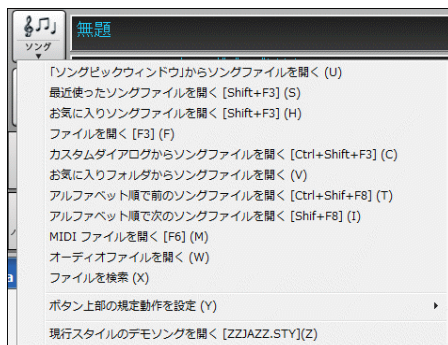 無題
ソング
「ソングピックウィンドウ」からソングファイルを開く (U)
最近使ったソングファイルを開く [Shift+F3] (S)
お気に入りソングファイルを開く [Shift+F3] (H)
ファイルを開く [F3] (F)
カスタムダイアログからソングファイルを開く [Ctrl+Shift+F3] (C)
お気に入りフォルダからソングファイルを開く (V)
アルファベット順で前のソングファイルを開く [Ctrl+Shif+F8] (T)
アルファベット順で次のソングファイルを開く [Shif+F8] (I)
MIDI ファイルを開く [F6] (M)
オーディオファイルを開く (W)
ファイルを検索 (X)
ボタン上部の規定動作を設定 (Y)
現行スタイルのデモソングを開く [ZZJAZZ.STY](Z)
a